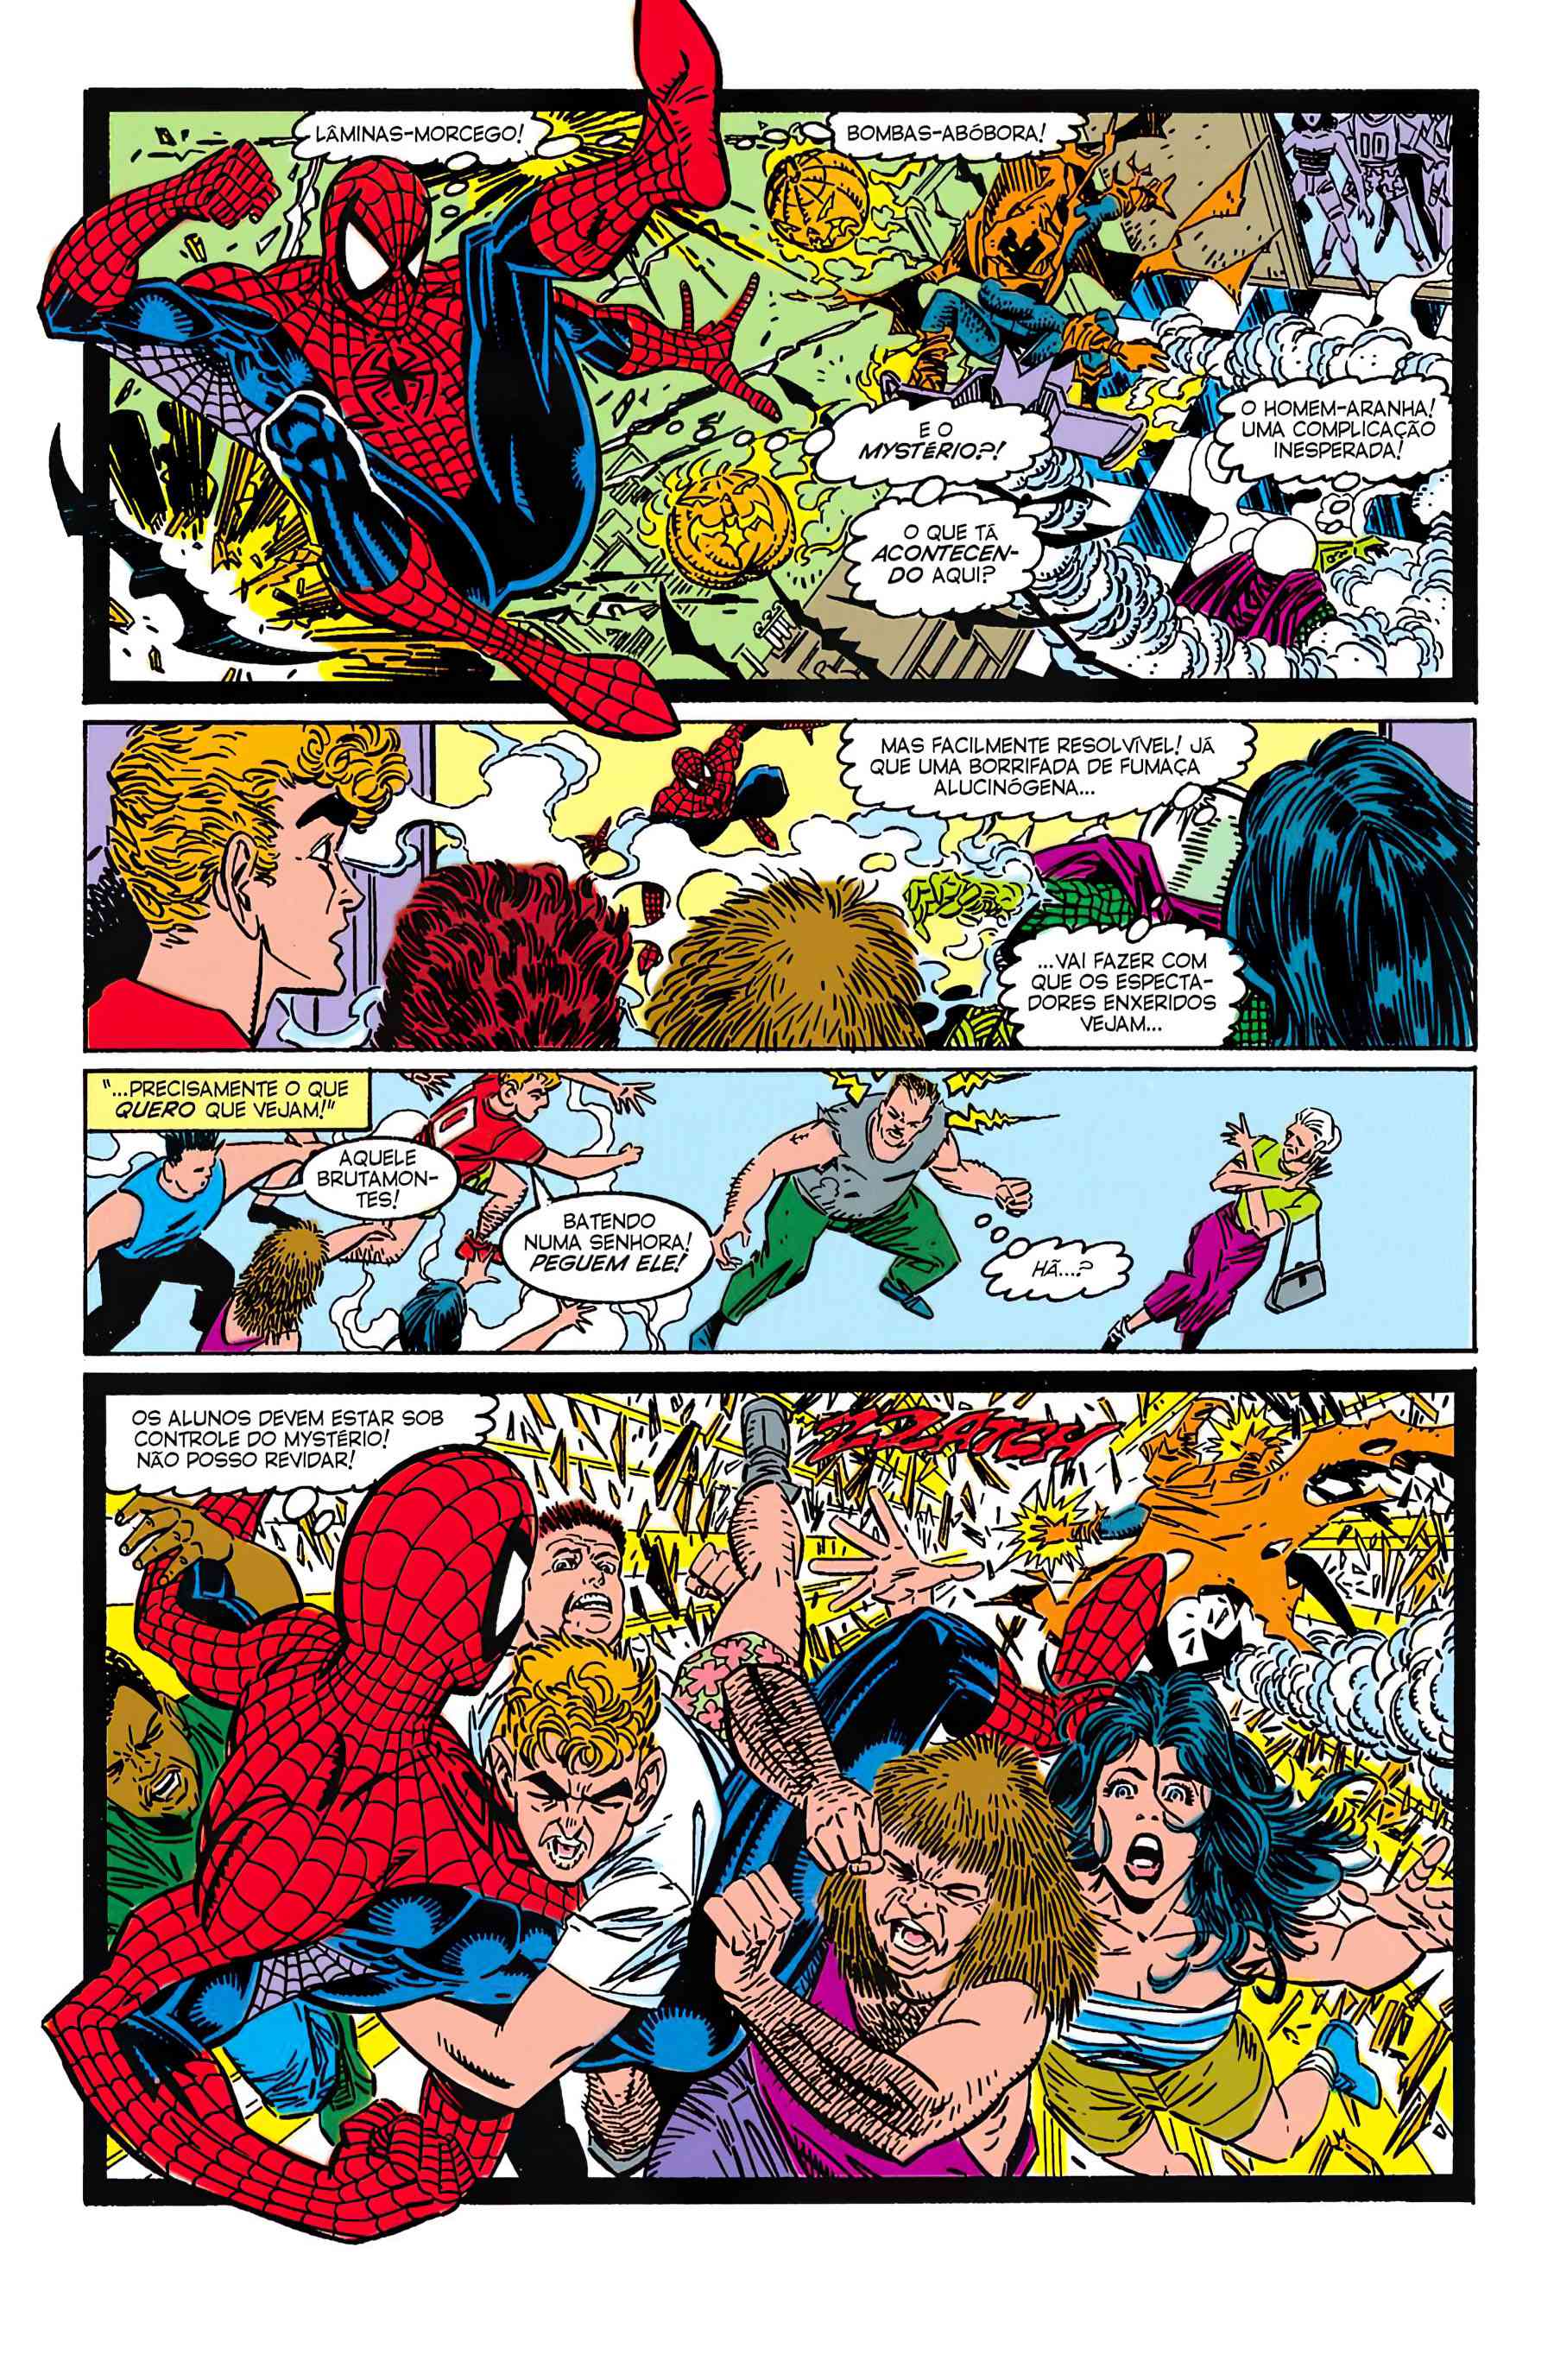 LÂMINAS-MORCEGO!
BOMBAS-ABÓBORA!
E O
MYSTÉRIO?!
O QUE TÁ
ACONTECEN-
DO AQUI?
O HOMEM-ARANHA!
UMA COMPLICAÇÃO
INESPERADA!
MAS FACILMENTE RESOLVÍVEL! JÁ
QUE UMA BORRIFADA DE FUMAÇA
ALUCINÓGENA...
...VAI FAZER COM
QUE OS ESPECTA-
DORES ENXERIDOS
VEJAM...
"...PRECISAMENTE O QUE
QUERO QUE VEJAM!"
AQUELE
BRUTAMON-
TES!
BATENDO
NUMA SENHORA!
PEGUEM ELE!
HÃ...?
OS ALUNOS DEVEM ESTAR SOB
CONTROLE DO MYSTÉRIO!
NÃO POSSO REVIDAR!